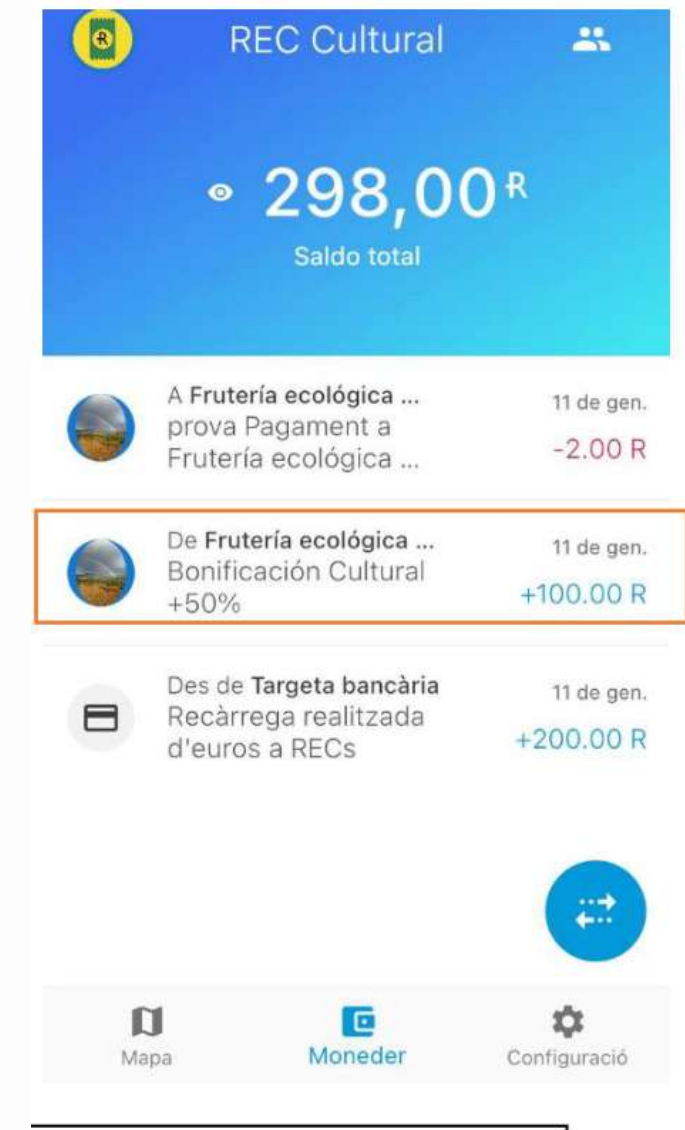 REC Cultural
298,00 R
Saldo total
A Frutería ecológica ...
11 de gen.
prova Pagament a
Frutería ecológica ...
-2.00 R
De Frutería ecológica ...
11 de gen.
Bonificación Cultural
+50%
+100.00 R
Des de Targeta bancària
11 de gen.
Recàrrega realitzada
d'euros a RECs
+200.00 R
Mapa
Moneder
Configuració